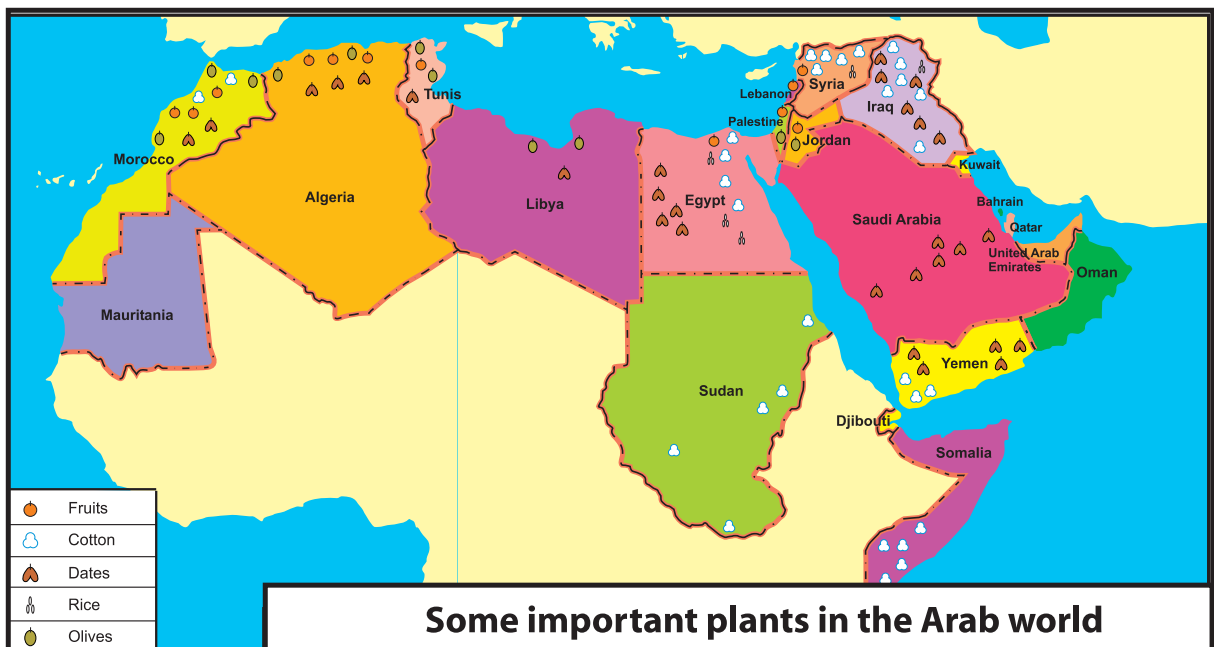 Syria
Lebanon
Tunis
Iraq
Palestine
Jordan
Morocco
Kuwait
Algeria
Libya
Egypt
Bahrain
Saudi Arabia
Qatar
United Arab
Emirates
Oman
Mauritania
Yemen
Sudan
Djibouti
Somalia
Fruits
Cotton
Dates
Rice
Olives
Some important plants in the Arab world